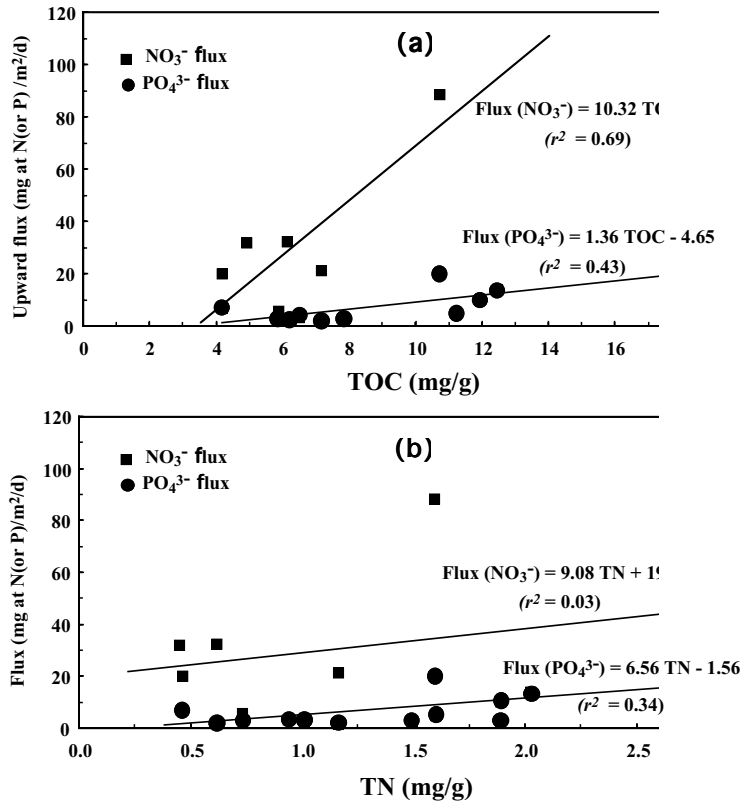 120
100
80
60
40
20
0
Upward flux (mg at N(or P) /m²/d)
(a)
NO₃⁻ flux
PO₄³⁻ flux
Flux (NO₃⁻) = 10.32 TO
(r² = 0.69)
Flux (PO₄³⁻) = 1.36 TOC - 4.65
(r² = 0.43)
0 2 4 6 8 10 12 14 16
TOC (mg/g)
120
100
80
60
40
20
0
Flux (mg at N(or P)/m²/d)
(b)
NO₃⁻ flux
PO₄³⁻ flux
Flux (NO₃⁻) = 9.08 TN + 19
(r² = 0.03)
Flux (PO₄³⁻) = 6.56 TN - 1.56
(r² = 0.34)
0.0 0.5 1.0 1.5 2.0 2.5
TN (mg/g)